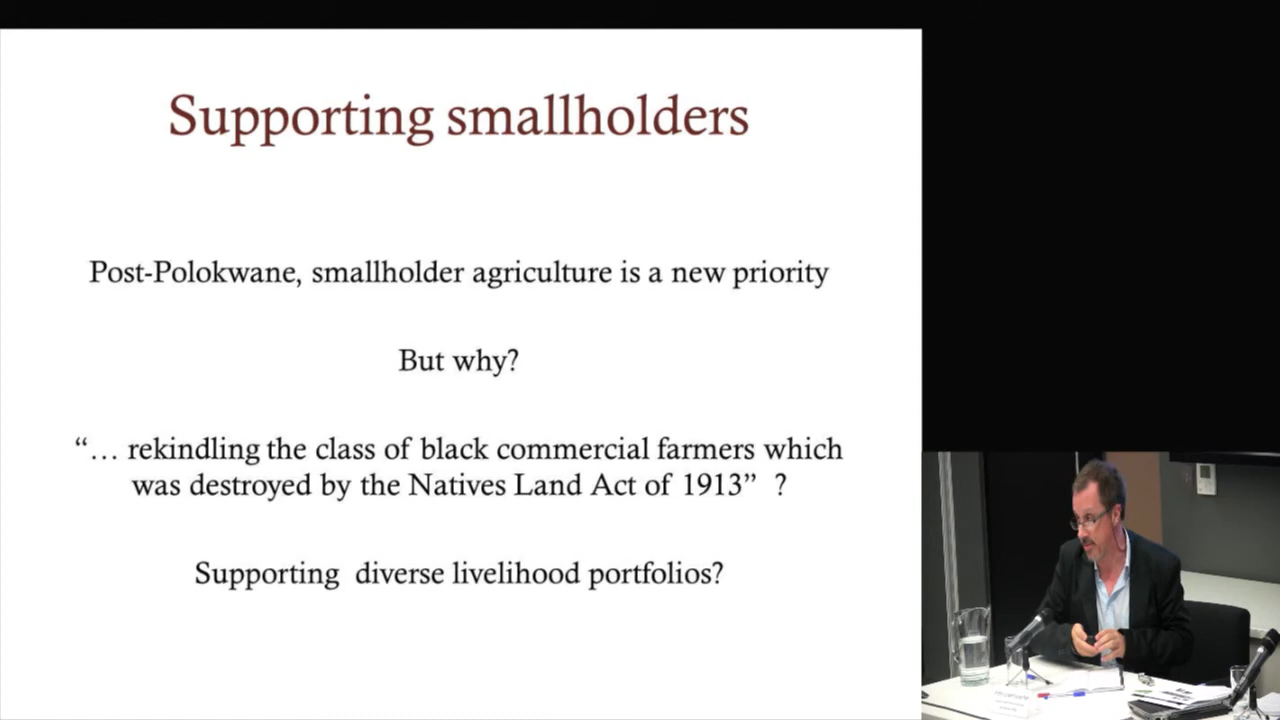 Supporting smallholders
Post-Polokwane, smallholder agriculture is a new priority
But why?
“… rekindling the class of black commercial farmers which
was destroyed by the Natives Land Act of 1913” ?
Supporting diverse livelihood portfolios?